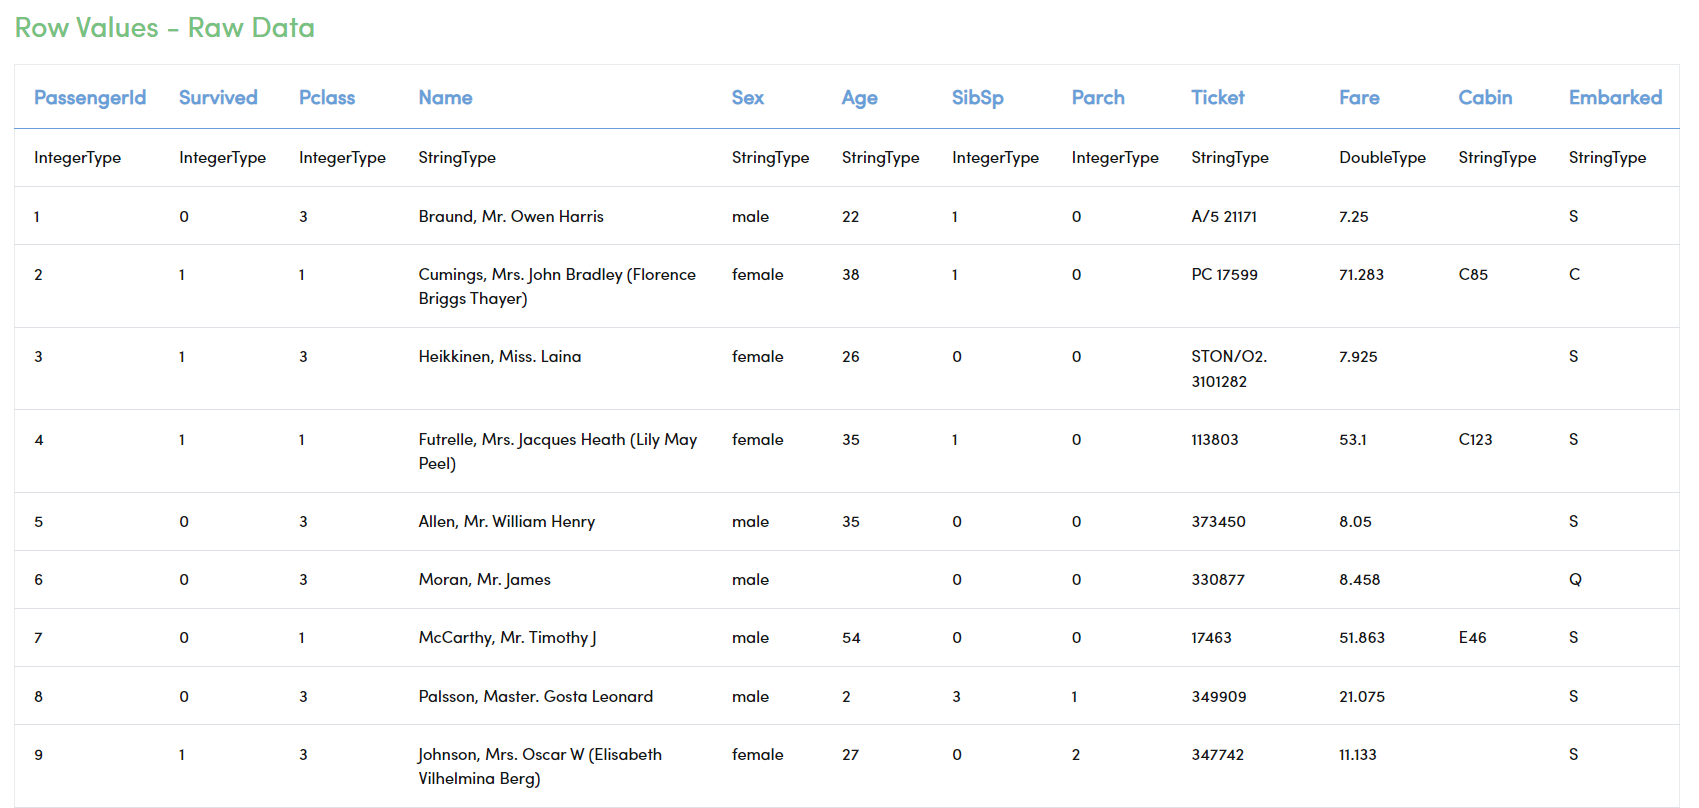 Row Values - Raw Data
PassengerId Survived Pclass Name Sex Age SibSp Parch Ticket Fare Cabin Embarked
IntegerType IntegerType IntegerType StringType StringType StringType IntegerType IntegerType StringType DoubleType StringType StringType
1 0 3 Braund, Mr. Owen Harris male 22 1 0 A/5 21171 7.25 S
2 1 1 Cumings, Mrs. John Bradley (Florence female 38 1 0 PC 17599 71.283 C85 C
Briggs Thayer)
3 1 3 Heikkinen, Miss. Laina female 26 0 0 STON/O2. 7.925 S
3101282
4 1 1 Futrelle, Mrs. Jacques Heath (Lily May female 35 1 0 113803 53.1 C123 S
Peel)
5 0 3 Allen, Mr. William Henry male 35 0 0 373450 8.05 S
6 0 3 Moran, Mr. James male 0 0 330877 8.458 Q
7 0 1 McCarthy, Mr. Timothy J male 54 0 0 17463 51.863 E46 S
8 0 3 Palsson, Master. Gosta Leonard male 2 3 1 349909 21.075 S
9 1 3 Johnson, Mrs. Oscar W (Elisabeth female 27 0 2 347742 11.133 S
Vilhelmina Berg)